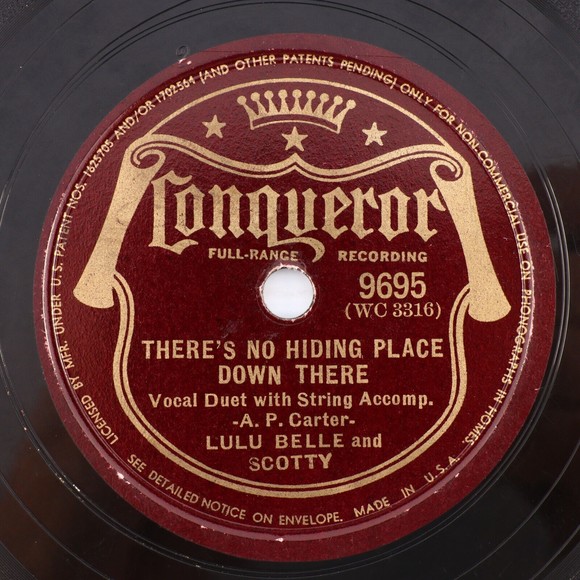 LICENSED BY MFR. UNDER U.S. PATENT NOS. 1625705 AND/OR 1702564 (AND OTHER PATENTS PENDING) ONLY FOR NON-COMMERCIAL USE ON PHONOGRAPHS IN HOMES.
Conqueror
FULL-RANGE RECORDING
9695
(WC 3316)
THERE'S NO HIDING PLACE
DOWN THERE
Vocal Duet with String Accomp.
-A. P. Carter-
LULU BELLE and
SCOTTY
SEE DETAILED NOTICE ON ENVELOPE. MADE IN U.S.A.